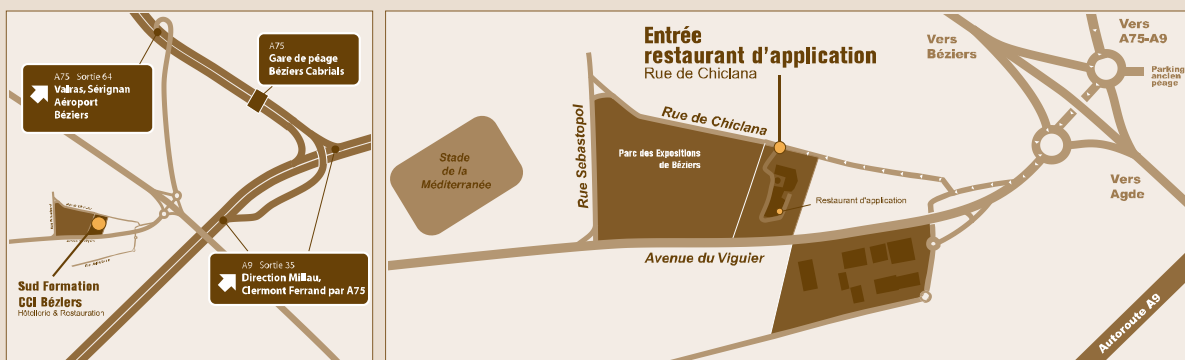 A75
Gare de péage
Béziers Cabrials
A75 Sortie 64
Valras, Sérignan
Aéroport
Béziers
A9 Sortie 35
Direction Millau,
Clermont Ferrand par A75
Sud Formation
CCI Béziers
Hôtellerie & Restauration
Entrée
restaurant d'application
Rue de Chiclana
Vers
Béziers
Vers
A75-A9
Parking
ancien
péage
Vers
Agde
Rue de Chiclana
Rue Sebastopol
Parc des Expositions
de Béziers
Stade
de la
Méditerranée
Restaurant d'application
Avenue du Viguier
Autoroute A9